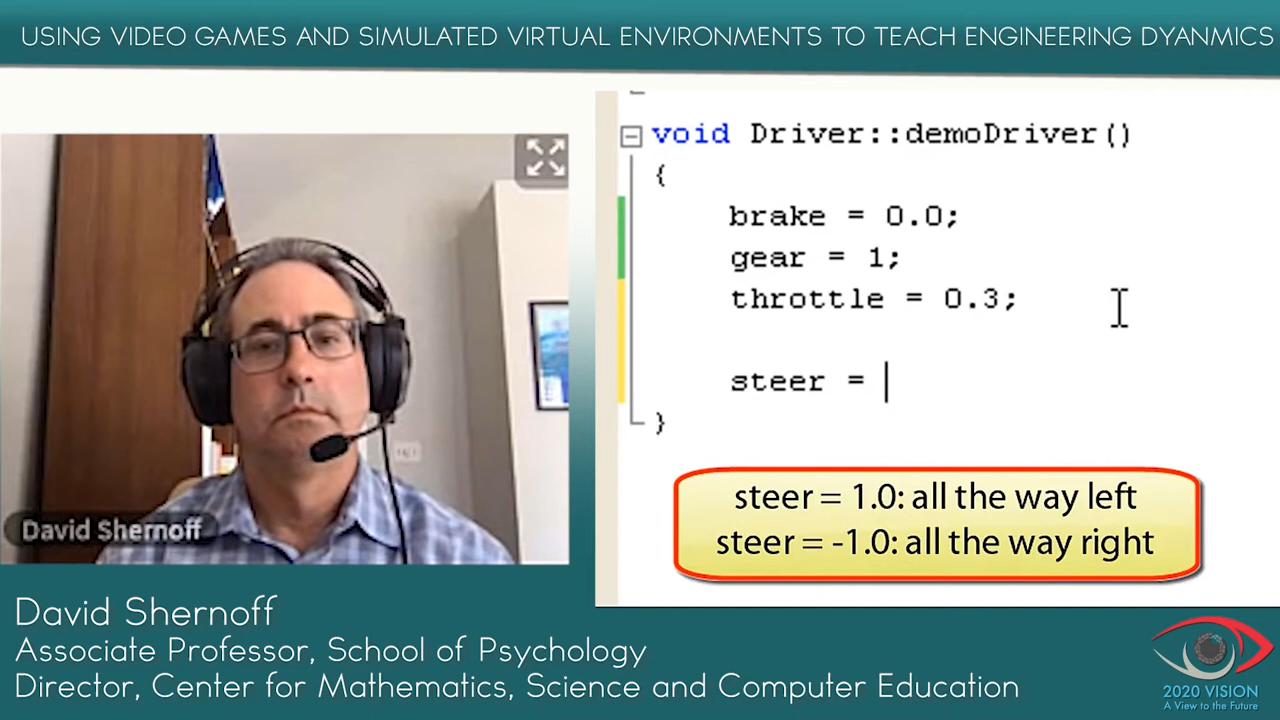 USING VIDEO GAMES AND SIMULATED VIRTUAL ENVIRONMENTS TO TEACH ENGINEERING DYANMICS
void Driver::demoDriver()
{
brake = 0.0;
gear = 1;
throttle = 0.3;
steer =
}
steer = 1.0: all the way left
steer = -1.0: all the way right
David Shernoff
David Shernoff
Associate Professor, School of Psychology
Director, Center for Mathematics, Science and Computer Education
2020 VISION
A View to the Future